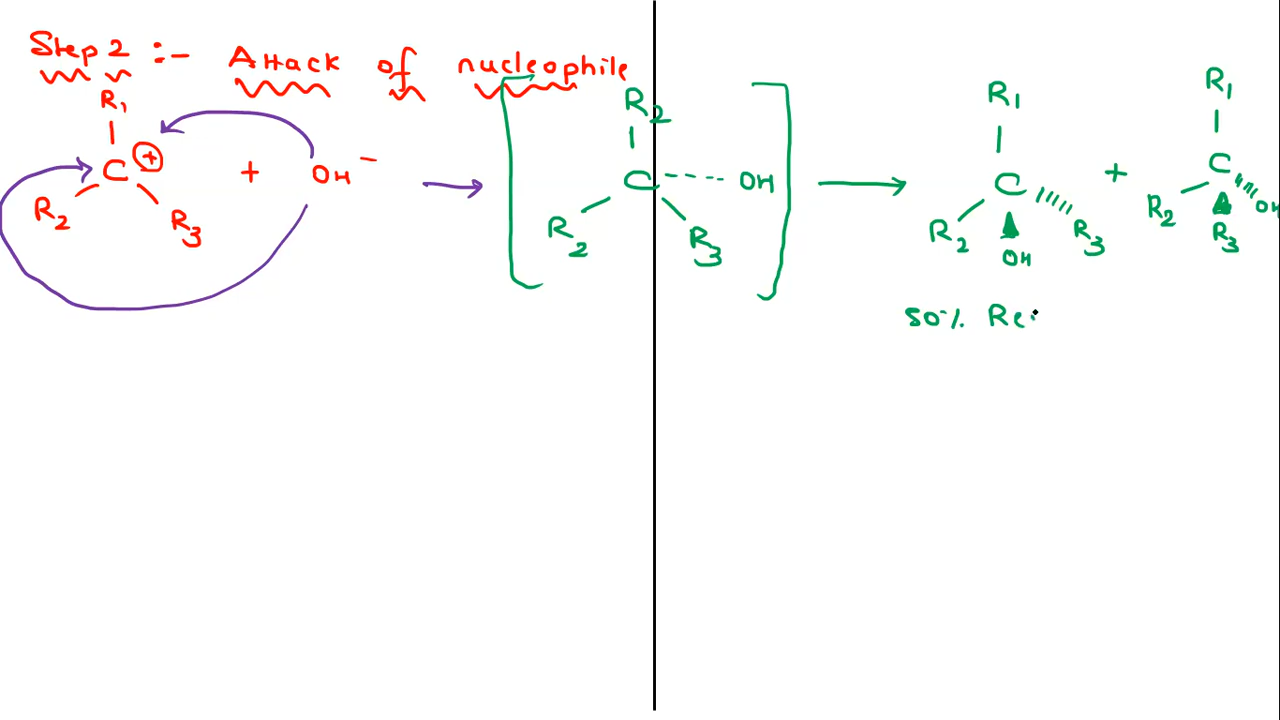 Step 2 :- Attack of nucleophile
R1
C +
R2
R3
+ OH−
R2
C
OH
R2
R3
R1
C
R2
OH
R3
+
R1
C
R2
OH
R3
50%